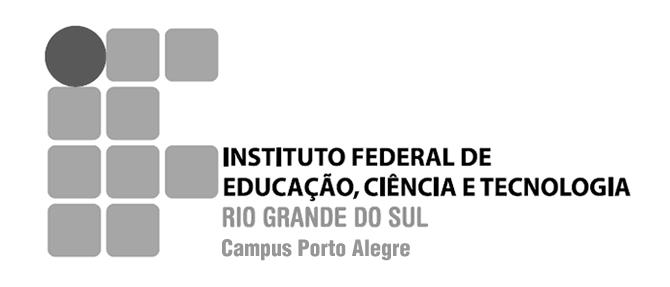 INSTITUTO FEDERAL DE
EDUCAÇÃO, CIÊNCIA E TECNOLOGIA
RIO GRANDE DO SUL
Campus Porto Alegre